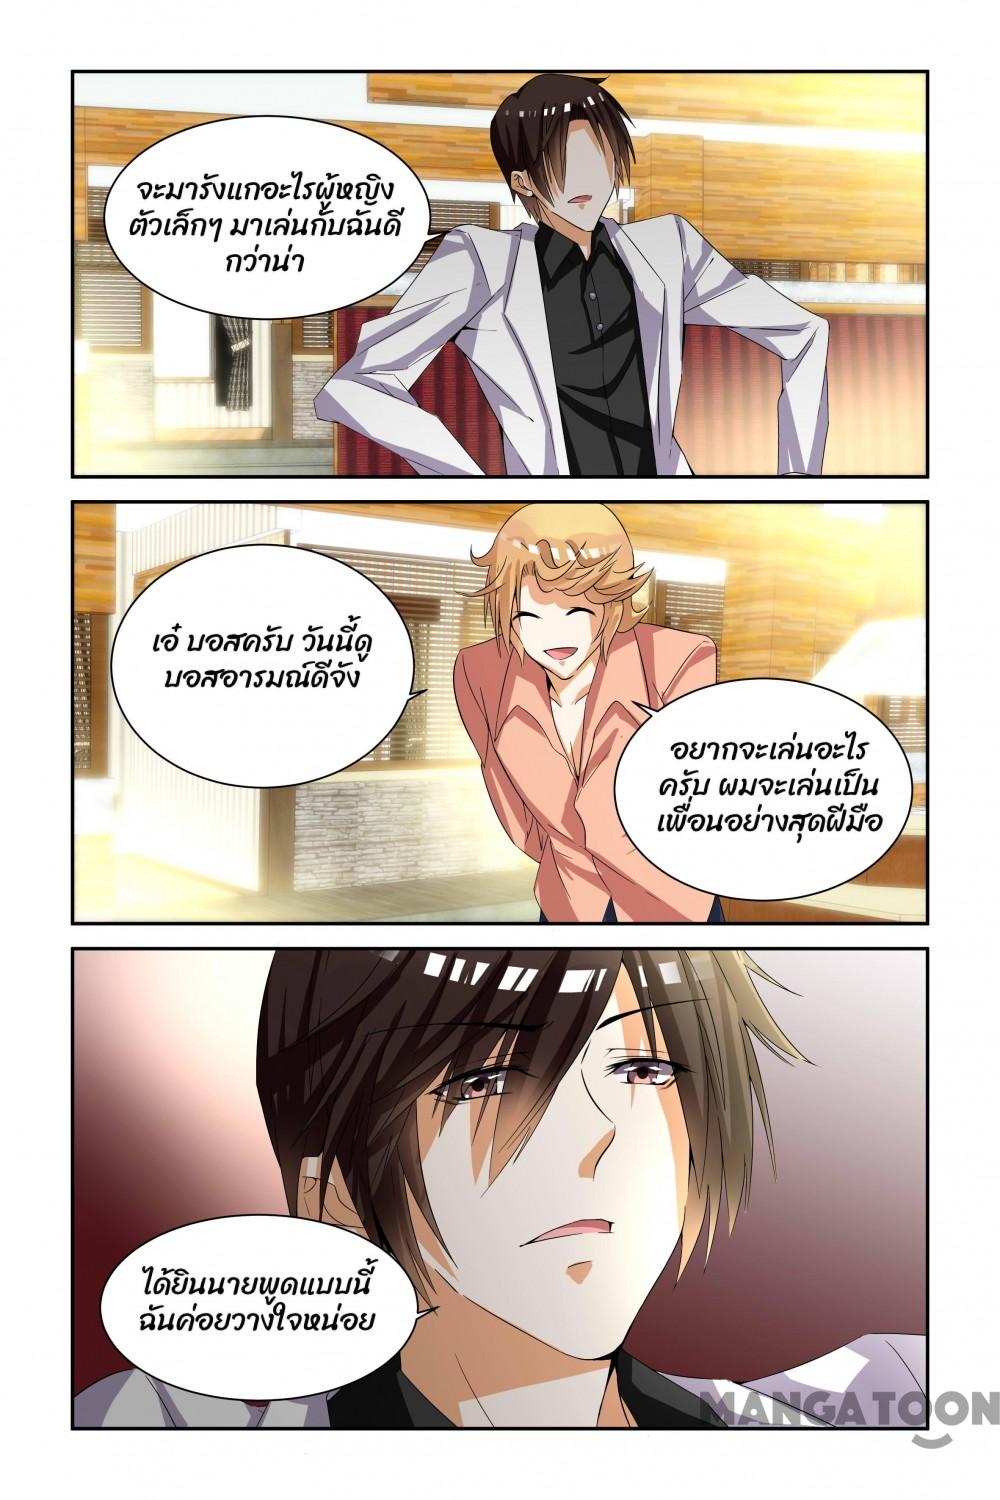 จะมารังแกอะไรผู้หญิง
ตัวเล็กๆ มาเล่นกับฉันดี
กว่าน่า
เอ๋ บอสครับ วันนี้ดู
บอสอารมณ์ดีจัง
อยากจะเล่นอะไร
ครับ ผมจะเล่นเป็น
เพื่อนอย่างสุดฝีมือ
ได้ยินนายพูดแบบนี้
ฉันค่อยวางใจหน่อย
MANGATOON